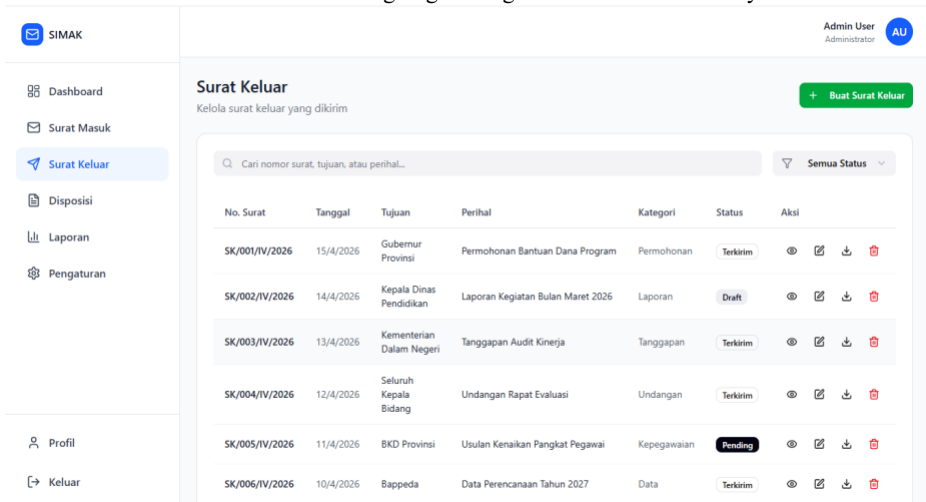 SIMAK
Admin User
Administrator
AU
Dashboard
Surat Masuk
Surat Keluar
Disposisi
Laporan
Pengaturan
Profil
Keluar
Surat Keluar
Kelola surat keluar yang dikirim
+ Buat Surat Keluar
Cari nomor surat, tujuan, atau perihal...
Semua Status
No. Surat Tanggal Tujuan Perihal Kategori Status Aksi
SK/001/IV/2026 15/4/2026 Gubernur Provinsi Permohonan Bantuan Dana Program Permohonan Terkirim
SK/002/IV/2026 14/4/2026 Kepala Dinas Pendidikan Laporan Kegiatan Bulan Maret 2026 Laporan Draft
SK/003/IV/2026 13/4/2026 Kementerian Dalam Negeri Tanggapan Audit Kinerja Tanggapan Terkirim
SK/004/IV/2026 12/4/2026 Seluruh Kepala Bidang Undangan Rapat Evaluasi Undangan Terkirim
SK/005/IV/2026 11/4/2026 BKD Provinsi Usulan Kenaikan Pangkat Pegawai Kepegawaian Pending
SK/006/IV/2026 10/4/2026 Bappeda Data Perencanaan Tahun 2027 Data Terkirim